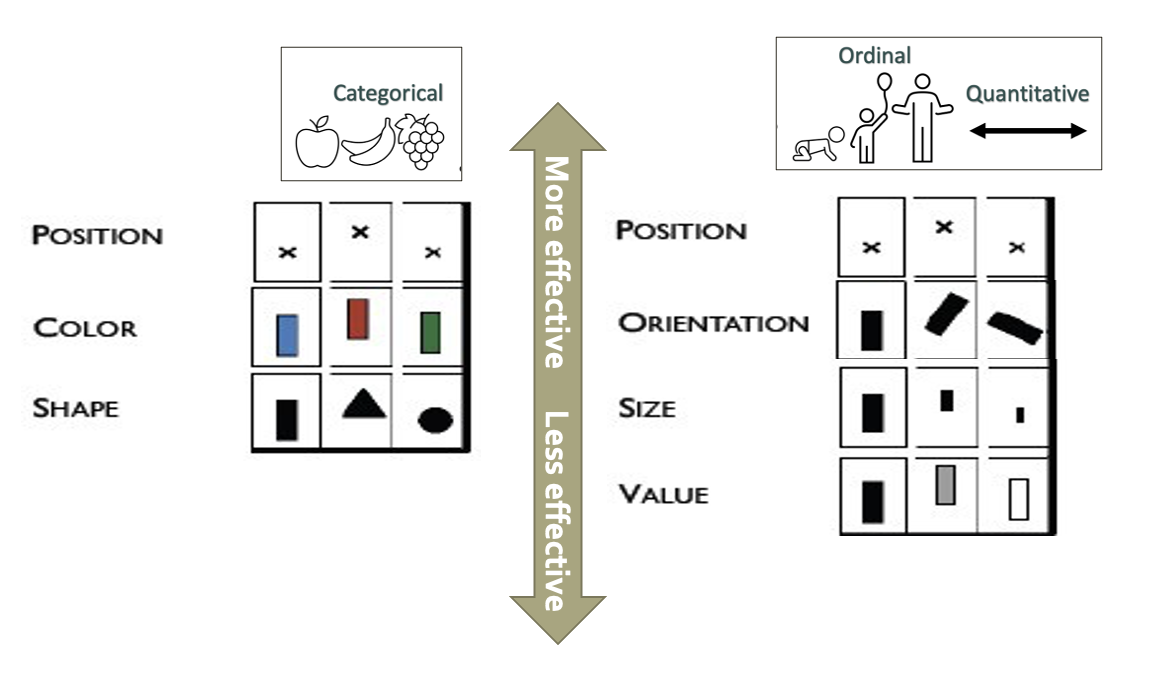 Categorical
Ordinal
Quantitative
More effective
Less effective
POSITION
COLOR
SHAPE
POSITION
ORIENTATION
SIZE
VALUE